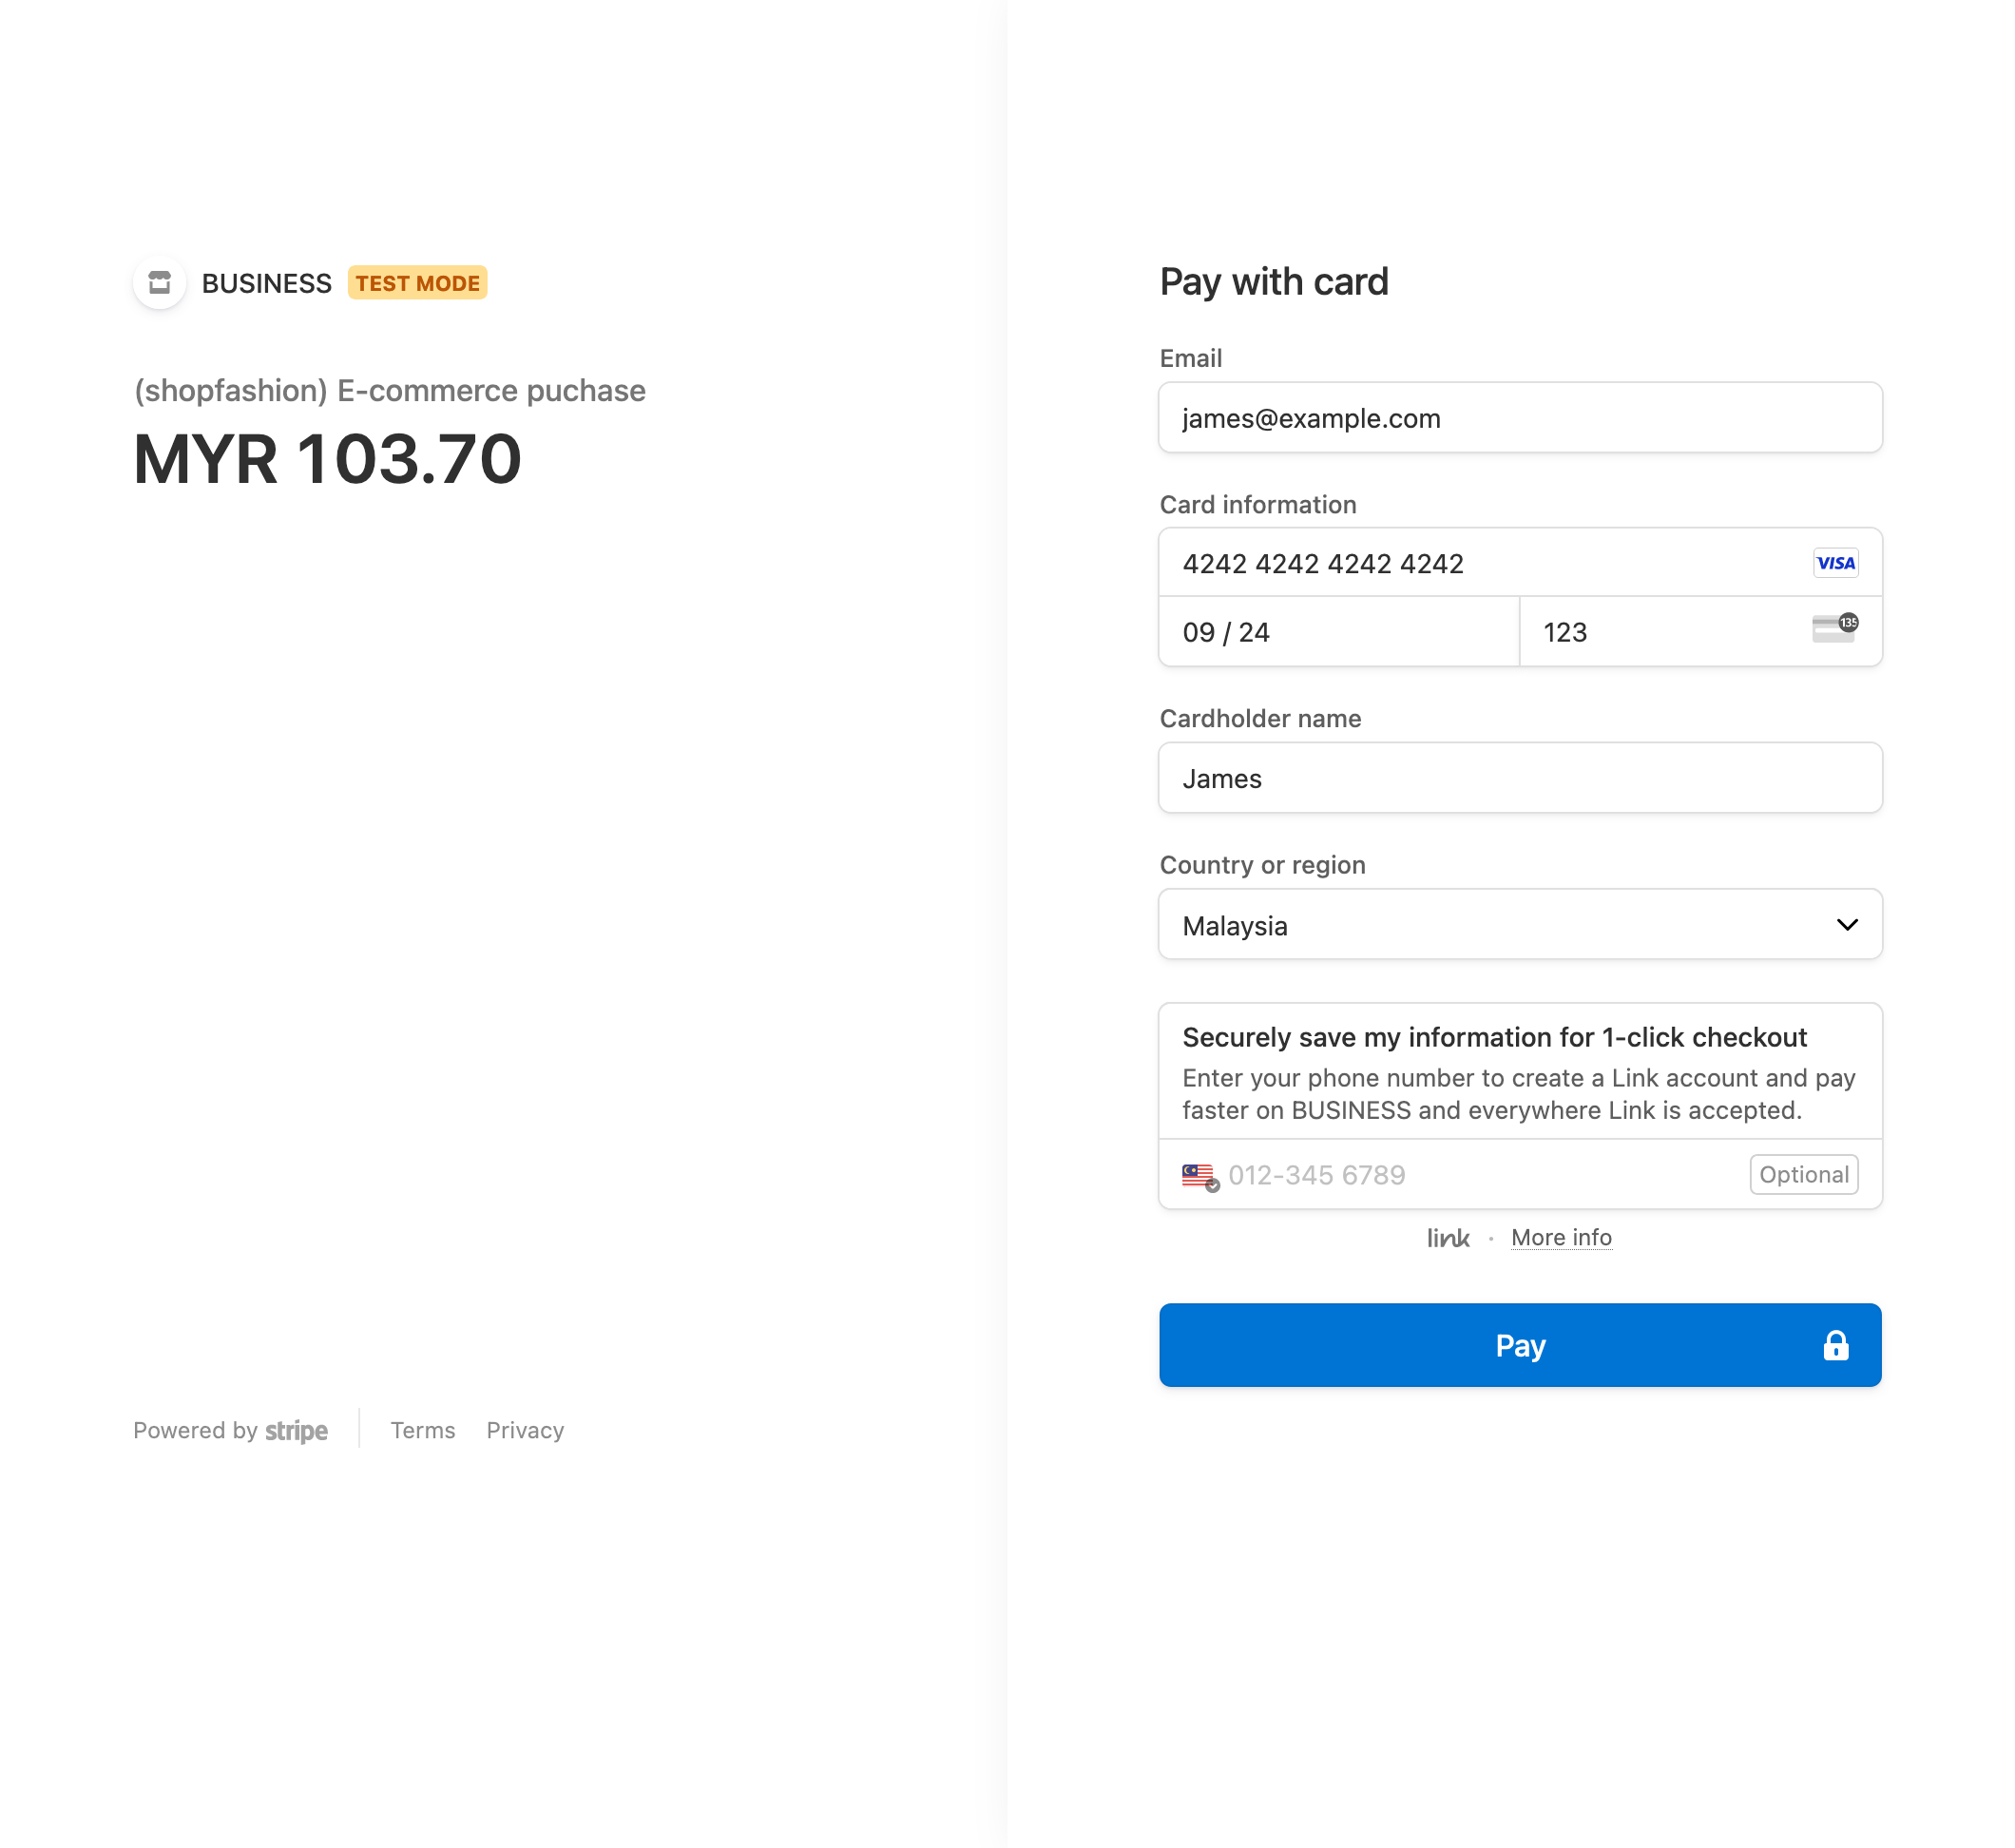 BUSINESS TEST MODE
(shopfashion) E-commerce puchase
MYR 103.70
Pay with card
Email
james@example.com
Card information
4242 4242 4242 4242 VISA
09 / 24 123 135
Cardholder name
James
Country or region
Malaysia
Securely save my information for 1-click checkout
Enter your phone number to create a Link account and pay
faster on BUSINESS and everywhere Link is accepted.
012-345 6789 Optional
link · More info
Pay
Powered by stripe Terms Privacy